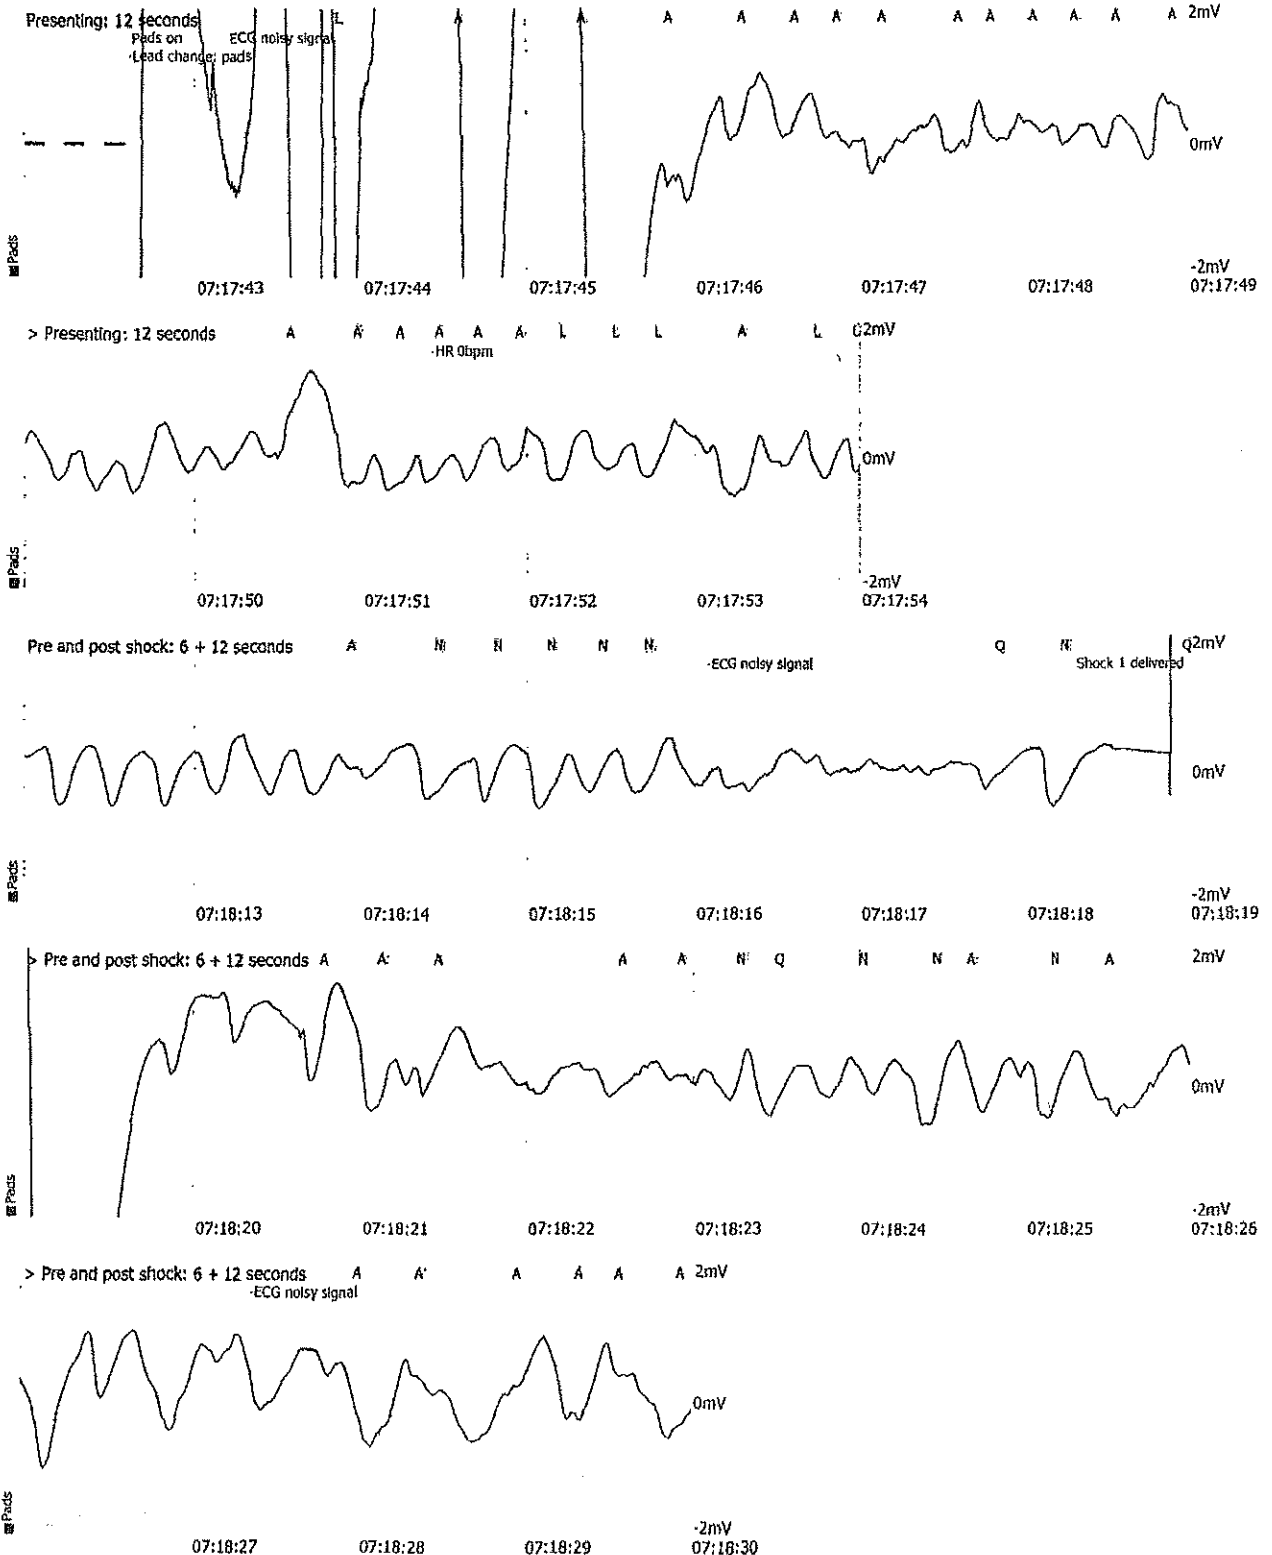 Presenting: 12 seconds L A A A A A A A A A A A A A 2mV
Pads on ECG noisy signal
-Lead change: pads
0mV
Pads
-2mV
07:17:43 07:17:44 07:17:45 07:17:46 07:17:47 07:17:48 07:17:49
> Presenting: 12 seconds A A A A A A L L L A L 2mV
-HR 0bpm
0mV
Pads
-2mV
07:17:50 07:17:51 07:17:52 07:17:53 07:17:54
Pre and post shock: 6 + 12 seconds A N N N N N Q N Q 2mV
-ECG noisy signal Shock 1 delivered
0mV
Pads
-2mV
07:18:13 07:18:14 07:18:15 07:18:16 07:18:17 07:18:18 07:18:19
> Pre and post shock: 6 + 12 seconds A A A A A N Q N N A N A 2mV
0mV
Pads
-2mV
07:18:20 07:18:21 07:18:22 07:18:23 07:18:24 07:18:25 07:18:26
> Pre and post shock: 6 + 12 seconds A A A A A A 2mV
-ECG noisy signal
0mV
Pads
-2mV
07:18:27 07:18:28 07:18:29 07:18:30